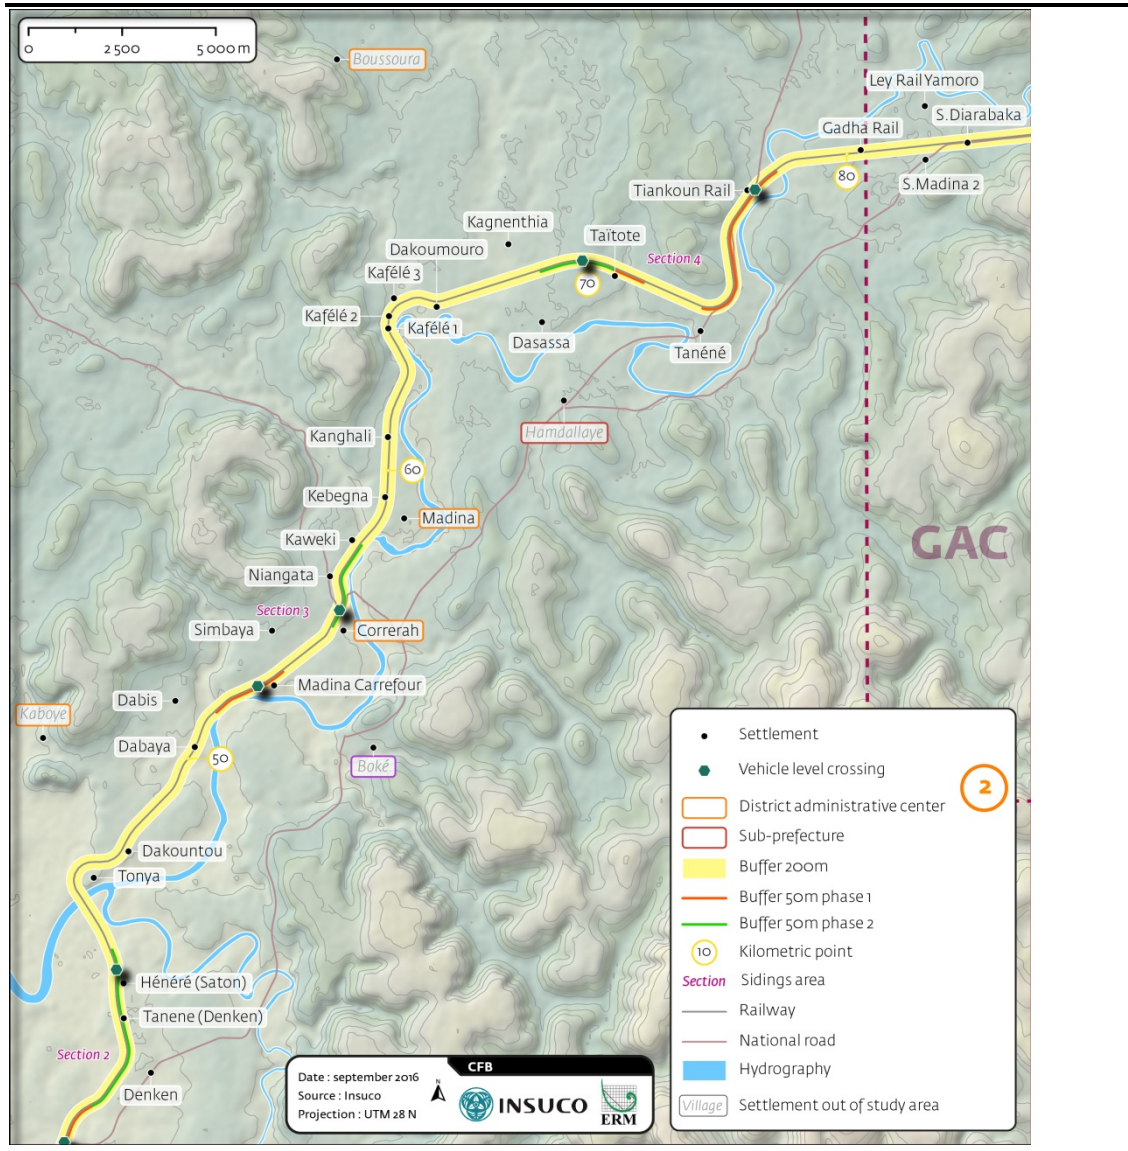 0 2 500 5 000 m
Boussoura
Ley Rail Yamoro
S.Diarabaka
Gadha Rail
80
S.Madina 2
Tiankoun Rail
Kagnenthia
Taïtote
Dakoumouro
Section 4
Kafélé 3
70
Kafélé 2
Kafélé 1
Dasassa
Tanéné
Hamdallaye
Kanghali
60
Kebegna
Madina
Kaweki
GAC
Niangata
Section 3
Simbaya
Correrah
Madina Carrefour
Dabis
Kaboye
Dabaya
50
Boké
Dakountou
Tonya
Hénéré (Saton)
Tanene (Denken)
Section 2
Denken
Settlement
Vehicle level crossing
2
District administrative center
Sub-prefecture
Buffer 200m
Buffer 50m phase 1
Buffer 50m phase 2
10 Kilometric point
Section Sidings area
Railway
National road
Hydrography
Village Settlement out of study area
CFB
Date : september 2016
Source : Insuco
Projection : UTM 28 N
N
INSUCO
ERM